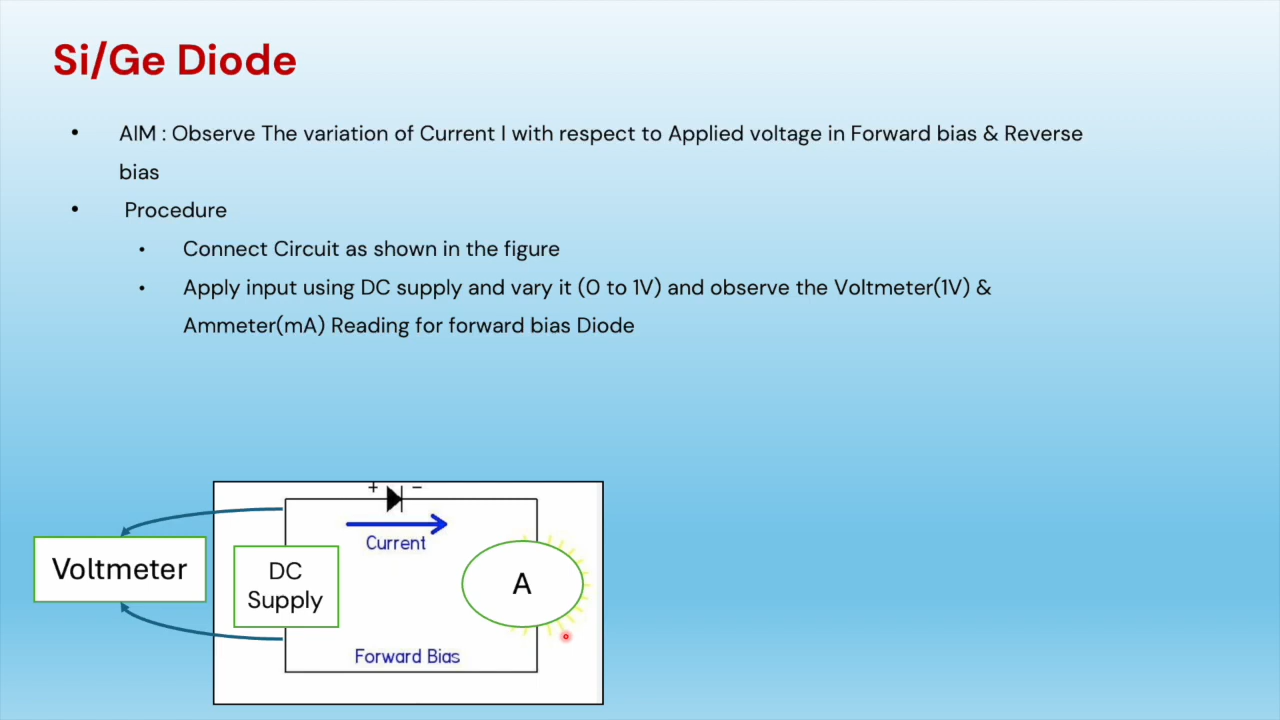 Si/Ge Diode
• AIM : Observe The variation of Current I with respect to Applied voltage in Forward bias & Reverse
bias
• Procedure
• Connect Circuit as shown in the figure
• Apply input using DC supply and vary it (0 to 1V) and observe the Voltmeter(1V) &
Ammeter(mA) Reading for forward bias Diode
+ −
Current
Voltmeter
DC
Supply
A
Forward Bias